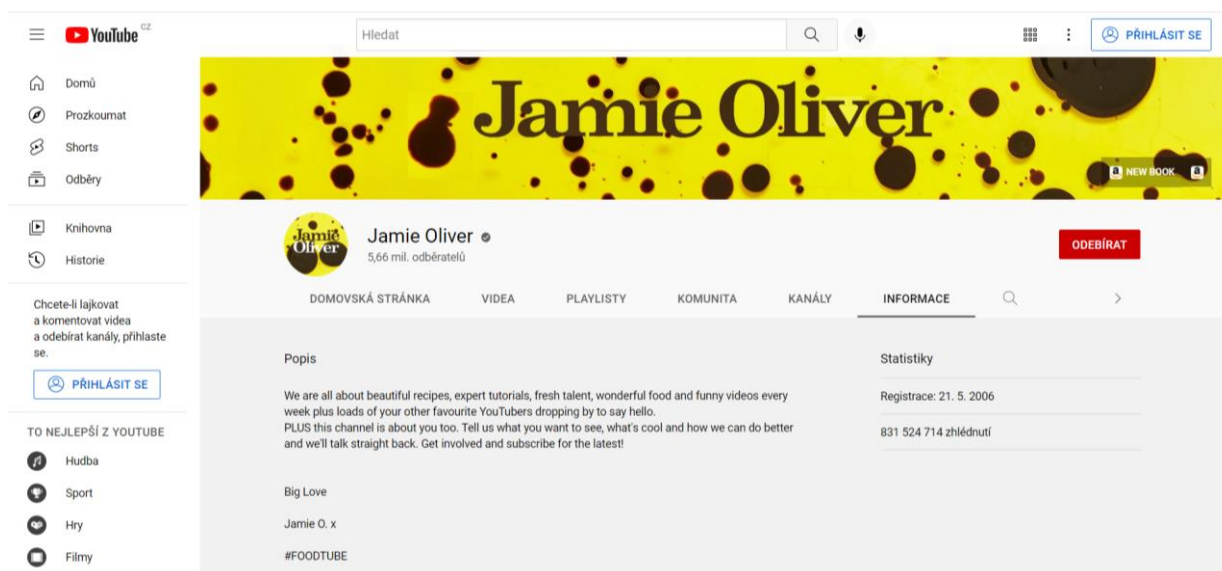 YouTube CZ
Hledat
PŘIHLÁSIT SE
Domů
Prozkoumat
Shorts
Odběry
Knihovna
Historie
Chcete-li lajkovat
a komentovat videa
a odebírat kanály, přihlaste
se.
PŘIHLÁSIT SE
TO NEJLEPŠÍ Z YOUTUBE
Hudba
Sport
Hry
Filmy
Jamie Oliver
a NEW BOOK a
Jamie
Oliver
Jamie Oliver
5,66 mil. odběratelů
ODEBÍRAT
DOMOVSKÁ STRÁNKA VIDEA PLAYLISTY KOMUNITA KANÁLY INFORMACE
Popis
We are all about beautiful recipes, expert tutorials, fresh talent, wonderful food and funny videos every
week plus loads of your other favourite YouTubers dropping by to say hello.
PLUS this channel is about you too. Tell us what you want to see, what's cool and how we can do better
and we'll talk straight back. Get involved and subscribe for the latest!
Big Love
Jamie O. x
#FOODTUBE
Statistiky
Registrace: 21. 5. 2006
831 524 714 zhlédnutí